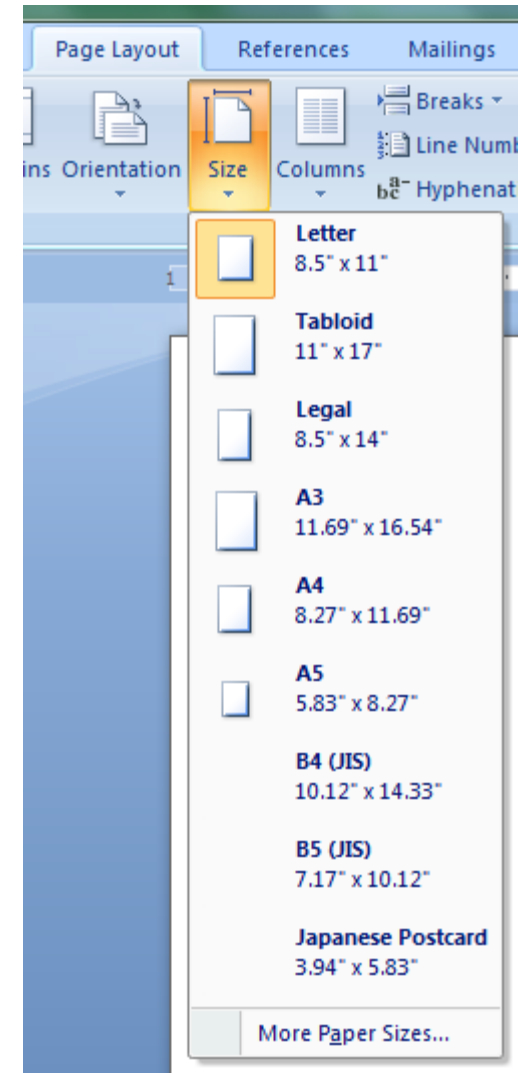 Page Layout References Mailings
Breaks
Line Numb
Hyphenat
ins Orientation Size Columns
1
Letter
8.5" x 11"
Tabloid
11" x 17"
Legal
8.5" x 14"
A3
11.69" x 16.54"
A4
8.27" x 11.69"
A5
5.83" x 8.27"
B4 (JIS)
10.12" x 14.33"
B5 (JIS)
7.17" x 10.12"
Japanese Postcard
3.94" x 5.83"
More Paper Sizes...